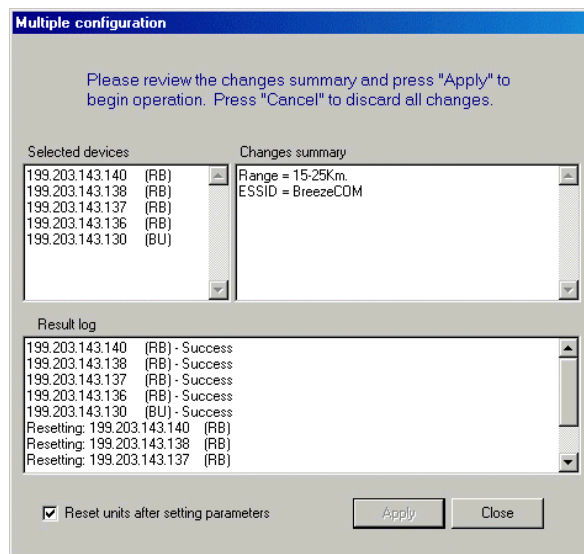 Multiple configuration
Please review the changes summary and press "Apply" to
begin operation. Press "Cancel" to discard all changes.
Selected devices
199.203.143.140 (RB)
199.203.143.138 (RB)
199.203.143.137 (RB)
199.203.143.136 (RB)
199.203.143.130 (BU)
Changes summary
Range = 15-25Km.
ESSID = BreezeCOM
Result log
199.203.143.140 (RB) - Success
199.203.143.138 (RB) - Success
199.203.143.137 (RB) - Success
199.203.143.136 (RB) - Success
199.203.143.130 (BU) - Success
Resetting: 199.203.143.140 (RB)
Resetting: 199.203.143.138 (RB)
Resetting: 199.203.143.137 (RB)
Reset units after setting parameters
Apply
Close